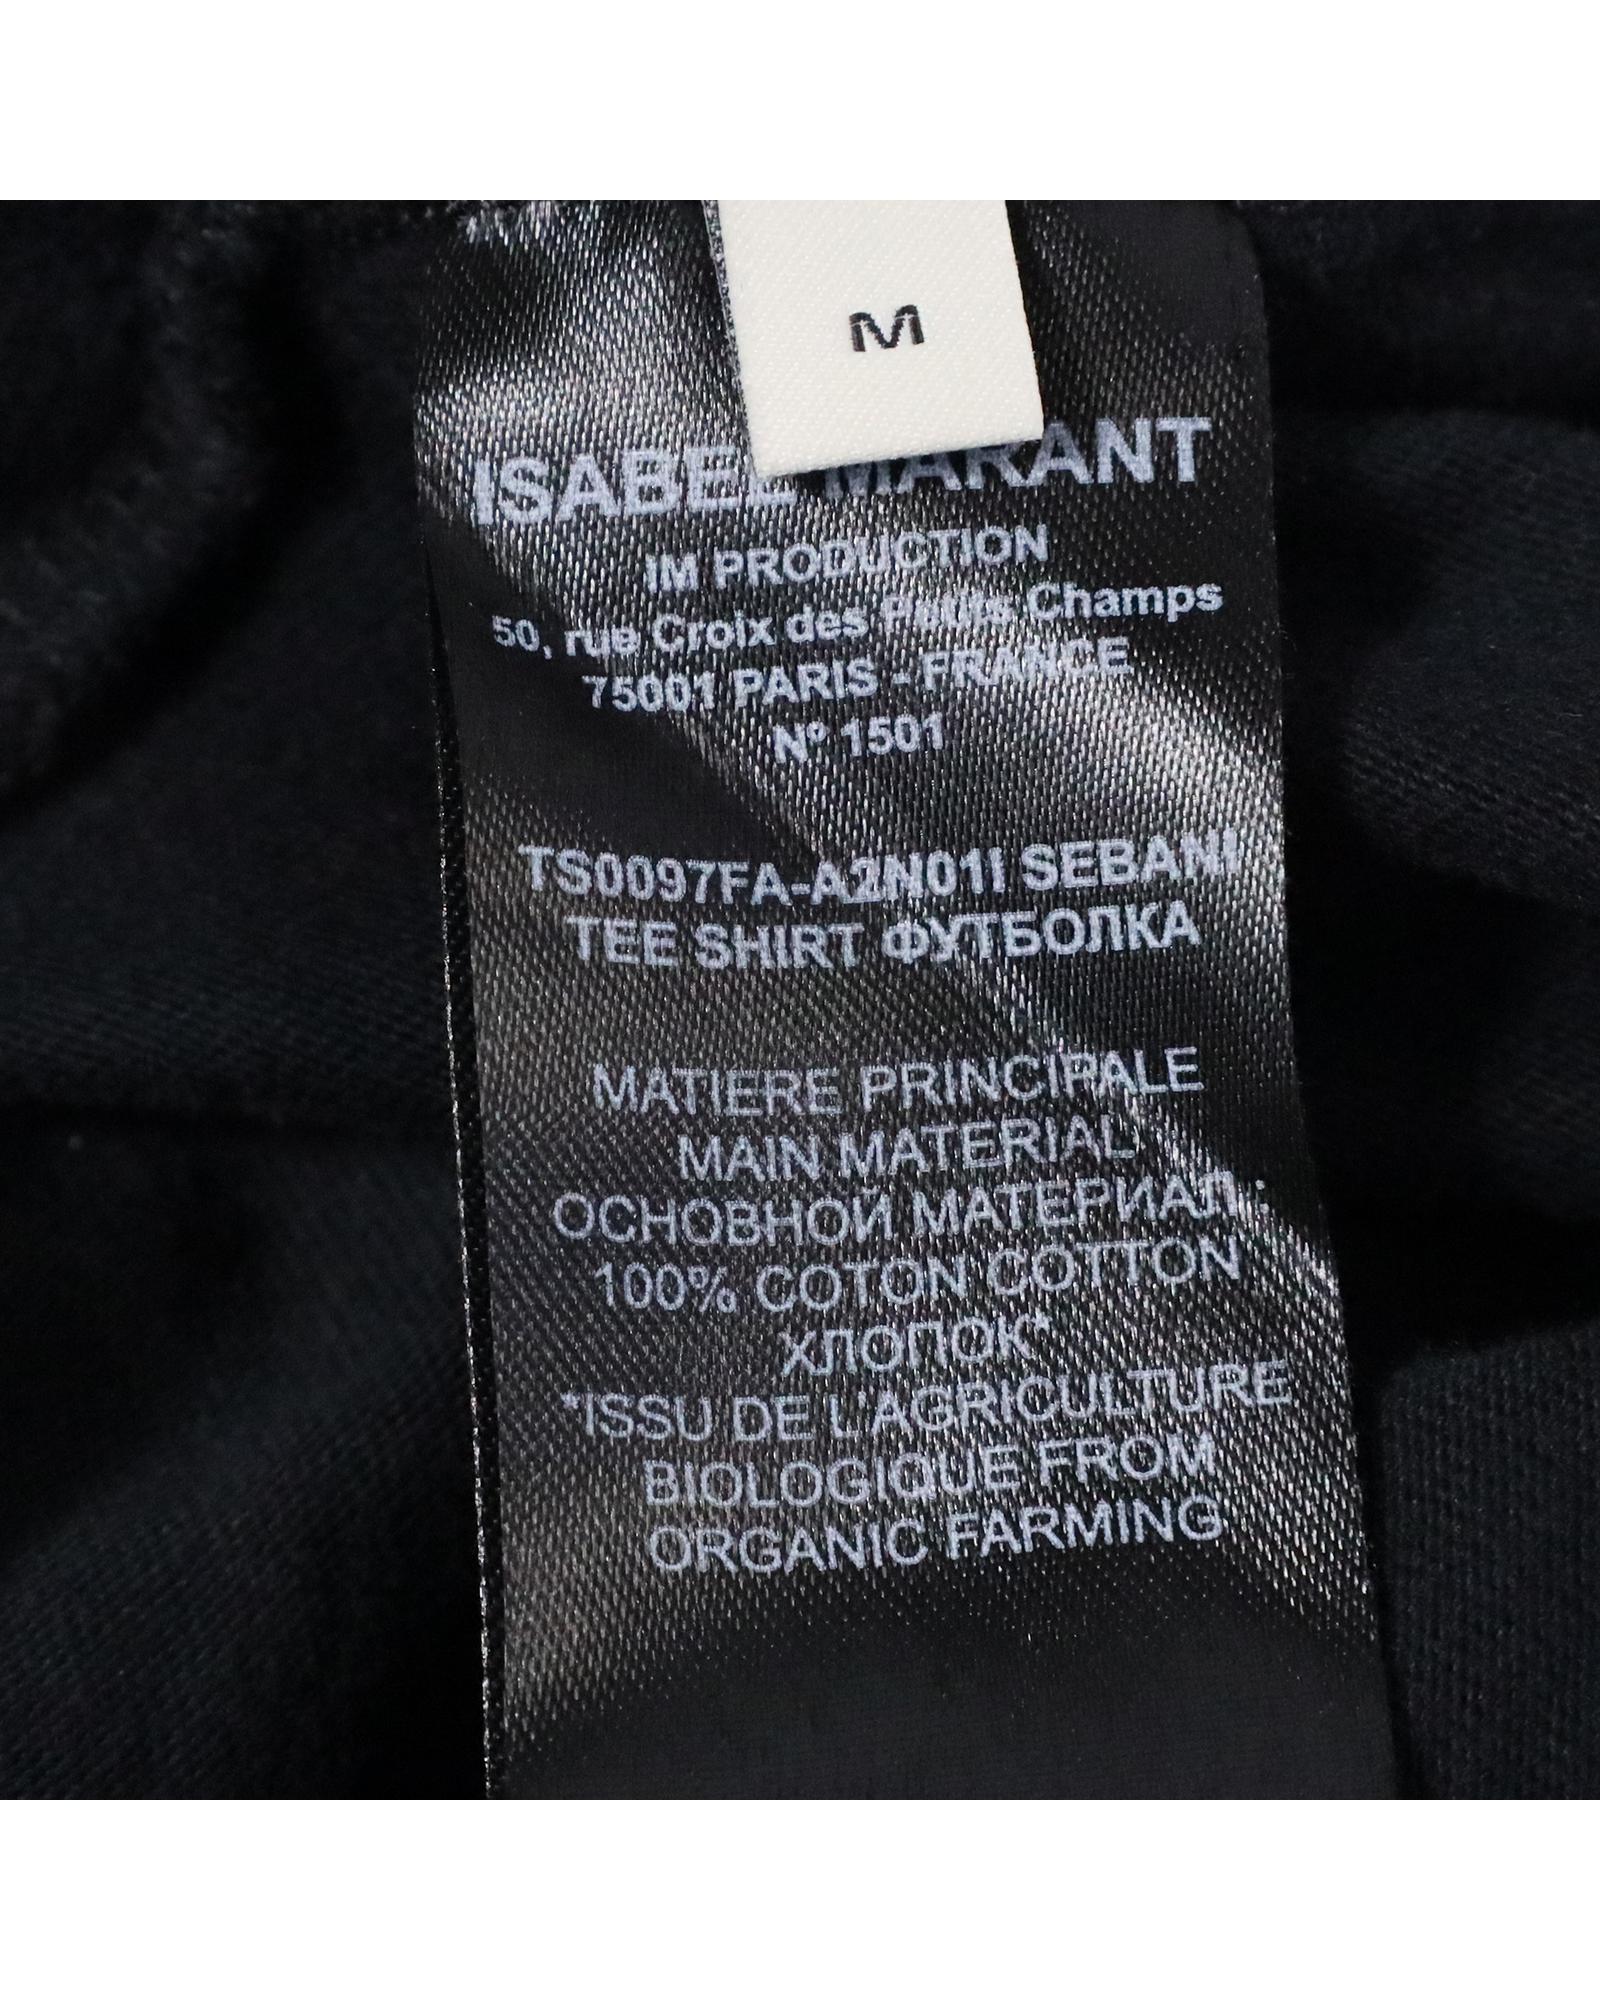 M
ISABEL MARANT
IM PRODUCTION
50, rue Croix des Petits Champs
75001 PARIS - FRANCE
Nº 1501
TS0097FA-A2N01I SEBANI
TEE SHIRT ФУТБОЛКА
MATIERE PRINCIPALE
MAIN MATERIAL
ОСНОВНОЙ МАТЕРИАЛ.
100% COTON COTTON
ХЛОПОК*
*ISSU DE L'AGRICULTURE
BIOLOGIQUE FROM
ORGANIC FARMING